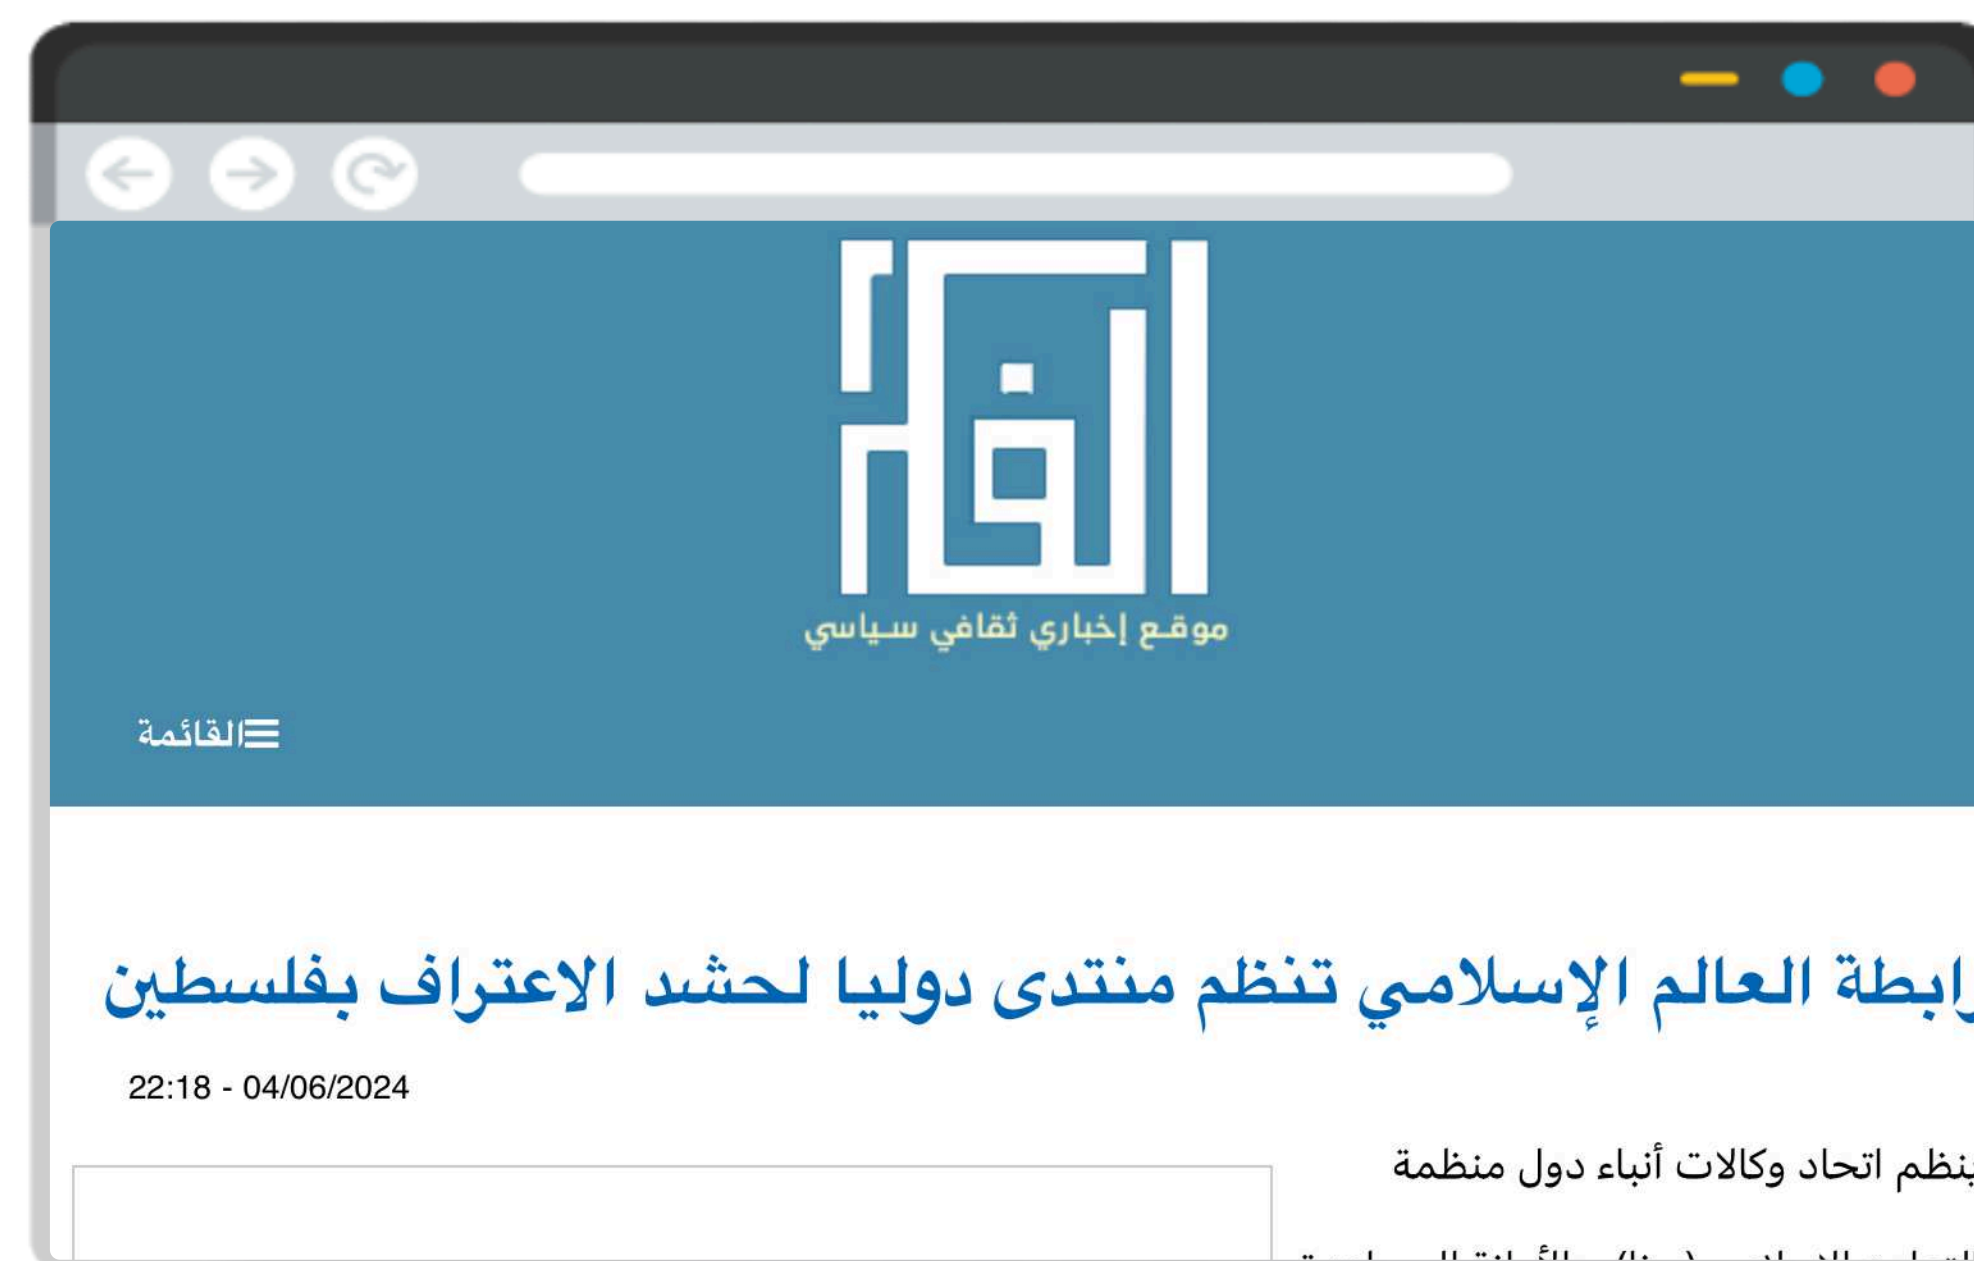 موقع إخباري ثقافي سياسي
القائمة
رابطة العالم الإسلامي تنظم منتدى دوليا لحشد الاعتراف بفلسطين
22:18 - 04/06/2024
ينظم اتحاد وكالات أنباء دول منظمة